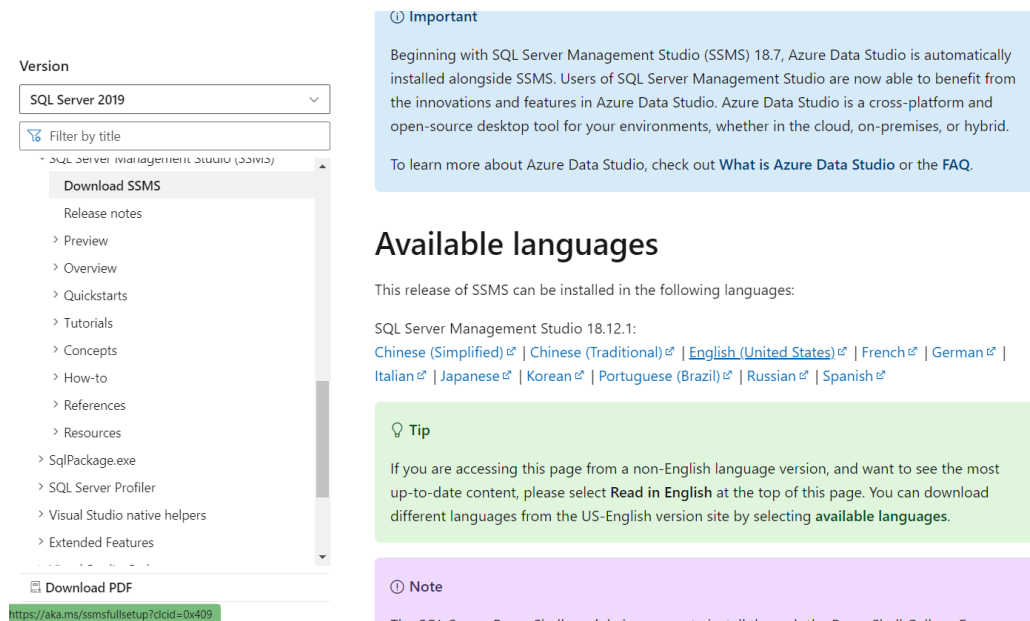 Version
SQL Server 2019
Filter by title
SQL Server Management Studio (SSMS)
Download SSMS
Release notes
Preview
Overview
Quickstarts
Tutorials
Concepts
How-to
References
Resources
SqlPackage.exe
SQL Server Profiler
Visual Studio native helpers
Extended Features
Download PDF
https://aka.ms/ssmsfullsetup?clcid=0x409
Important
Beginning with SQL Server Management Studio (SSMS) 18.7, Azure Data Studio is automatically
installed alongside SSMS. Users of SQL Server Management Studio are now able to benefit from
the innovations and features in Azure Data Studio. Azure Data Studio is a cross-platform and
open-source desktop tool for your environments, whether in the cloud, on-premises, or hybrid.
To learn more about Azure Data Studio, check out What is Azure Data Studio or the FAQ.
Available languages
This release of SSMS can be installed in the following languages:
SQL Server Management Studio 18.12.1:
Chinese (Simplified) | Chinese (Traditional) | English (United States) | French | German |
Italian | Japanese | Korean | Portuguese (Brazil) | Russian | Spanish
Tip
If you are accessing this page from a non-English language version, and want to see the most
up-to-date content, please select Read in English at the top of this page. You can download
different languages from the US-English version site by selecting available languages.
Note